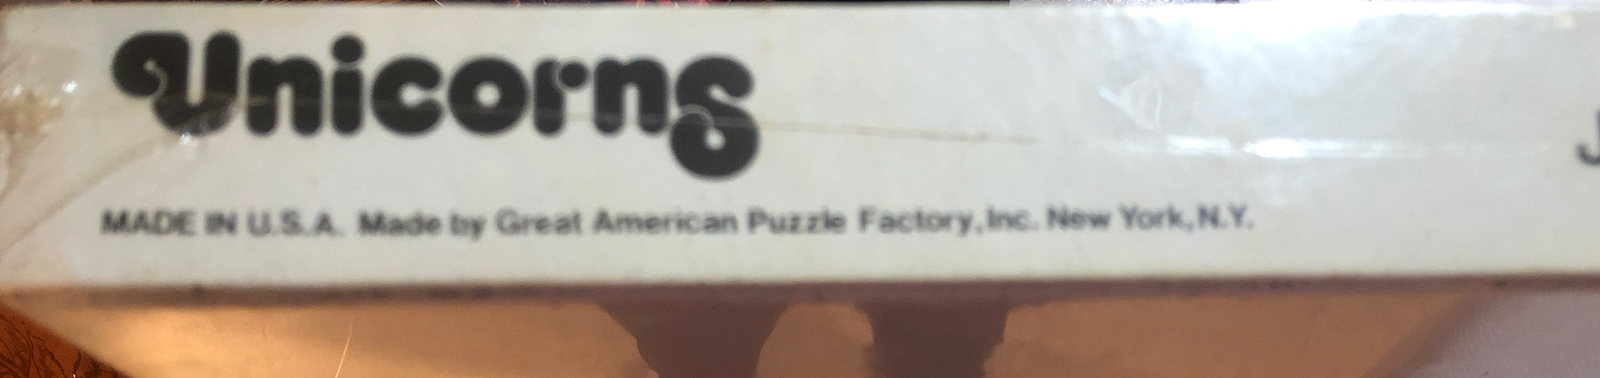 Unicorns
MADE IN U.S.A. Made by Great American Puzzle Factory, Inc. New York, N.Y.